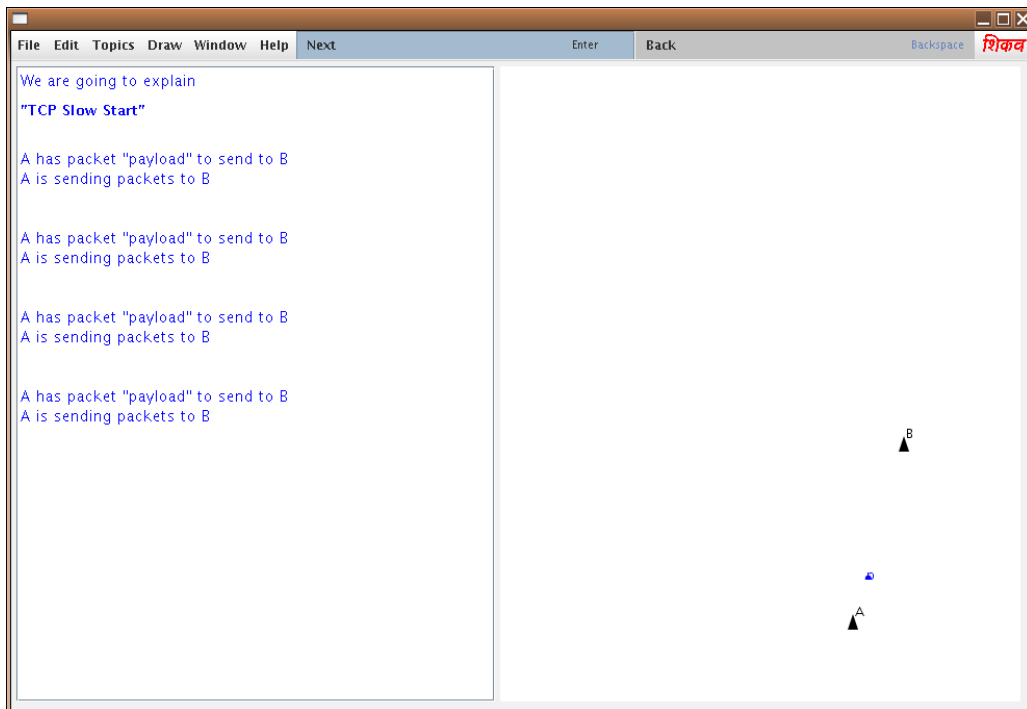 File Edit Topics Draw Window Help Next Enter Back Backspace शिकव
We are going to explain
"TCP Slow Start"
A has packet "payload" to send to B
A is sending packets to B
A has packet "payload" to send to B
A is sending packets to B
A has packet "payload" to send to B
A is sending packets to B
A has packet "payload" to send to B
A is sending packets to B
B
A